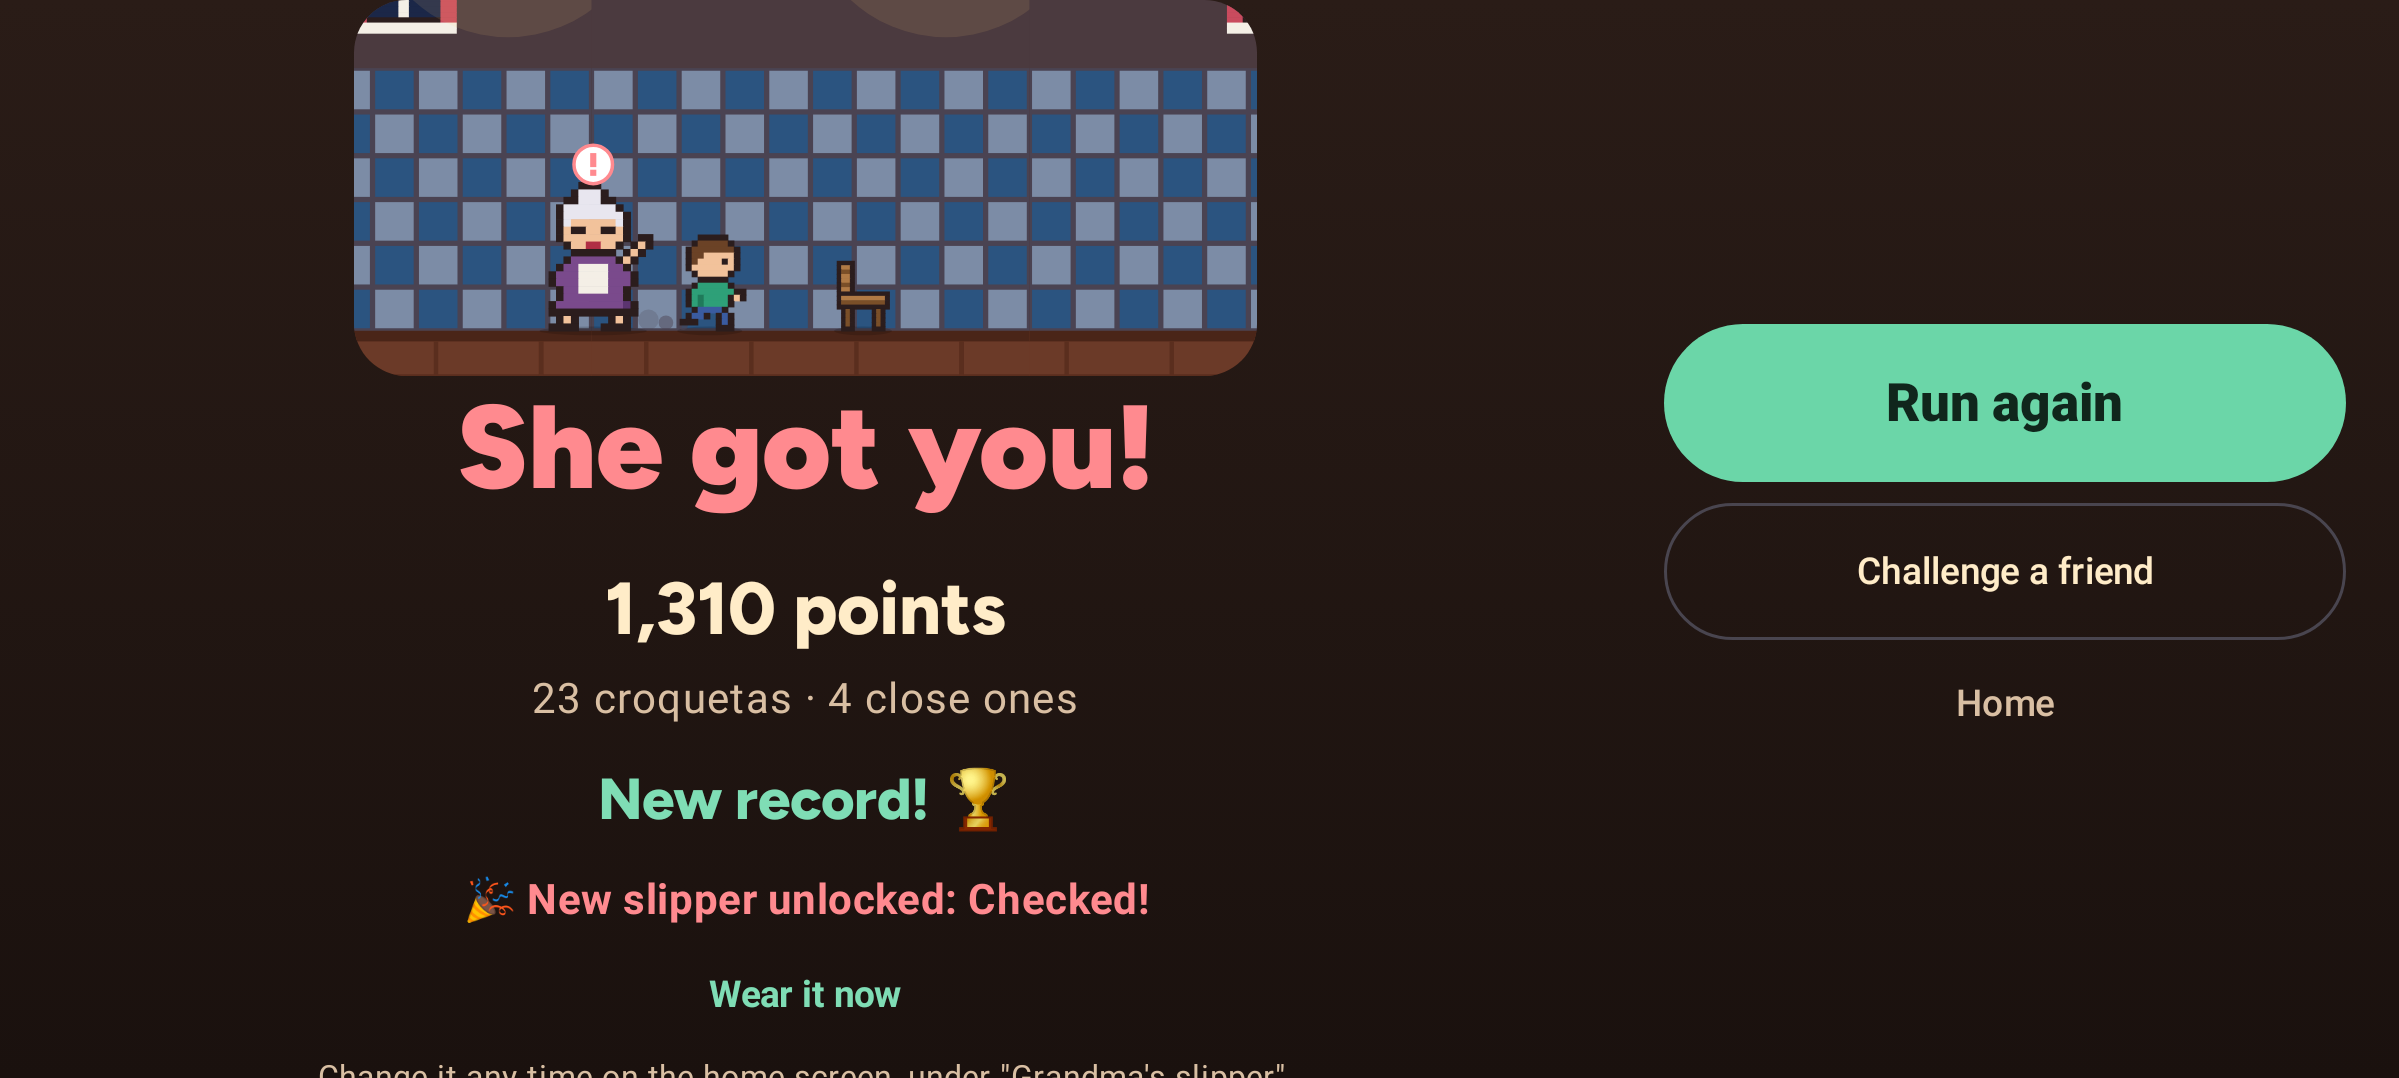 !
She got you!
1,310 points
23 croquetas · 4 close ones
New record! 🏆
🎉 New slipper unlocked: Checked!
Wear it now
Change it any time on the home screen, under "Grandma's slipper"
Run again
Challenge a friend
Home